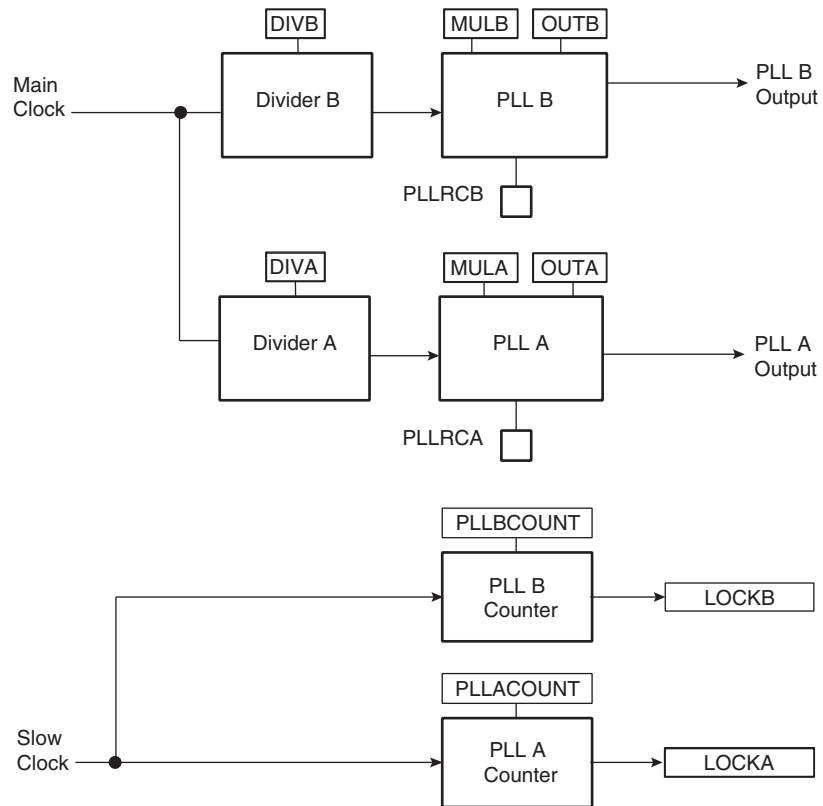 DIVB
MULB
OUTB
Main
Clock
Divider B
PLL B
PLL B
Output
PLLRCB
DIVA
MULA
OUTA
Divider A
PLL A
PLL A
Output
PLLRCA
PLLBCOUNT
PLL B
Counter
LOCKB
PLLACOUNT
Slow
Clock
PLL A
Counter
LOCKA